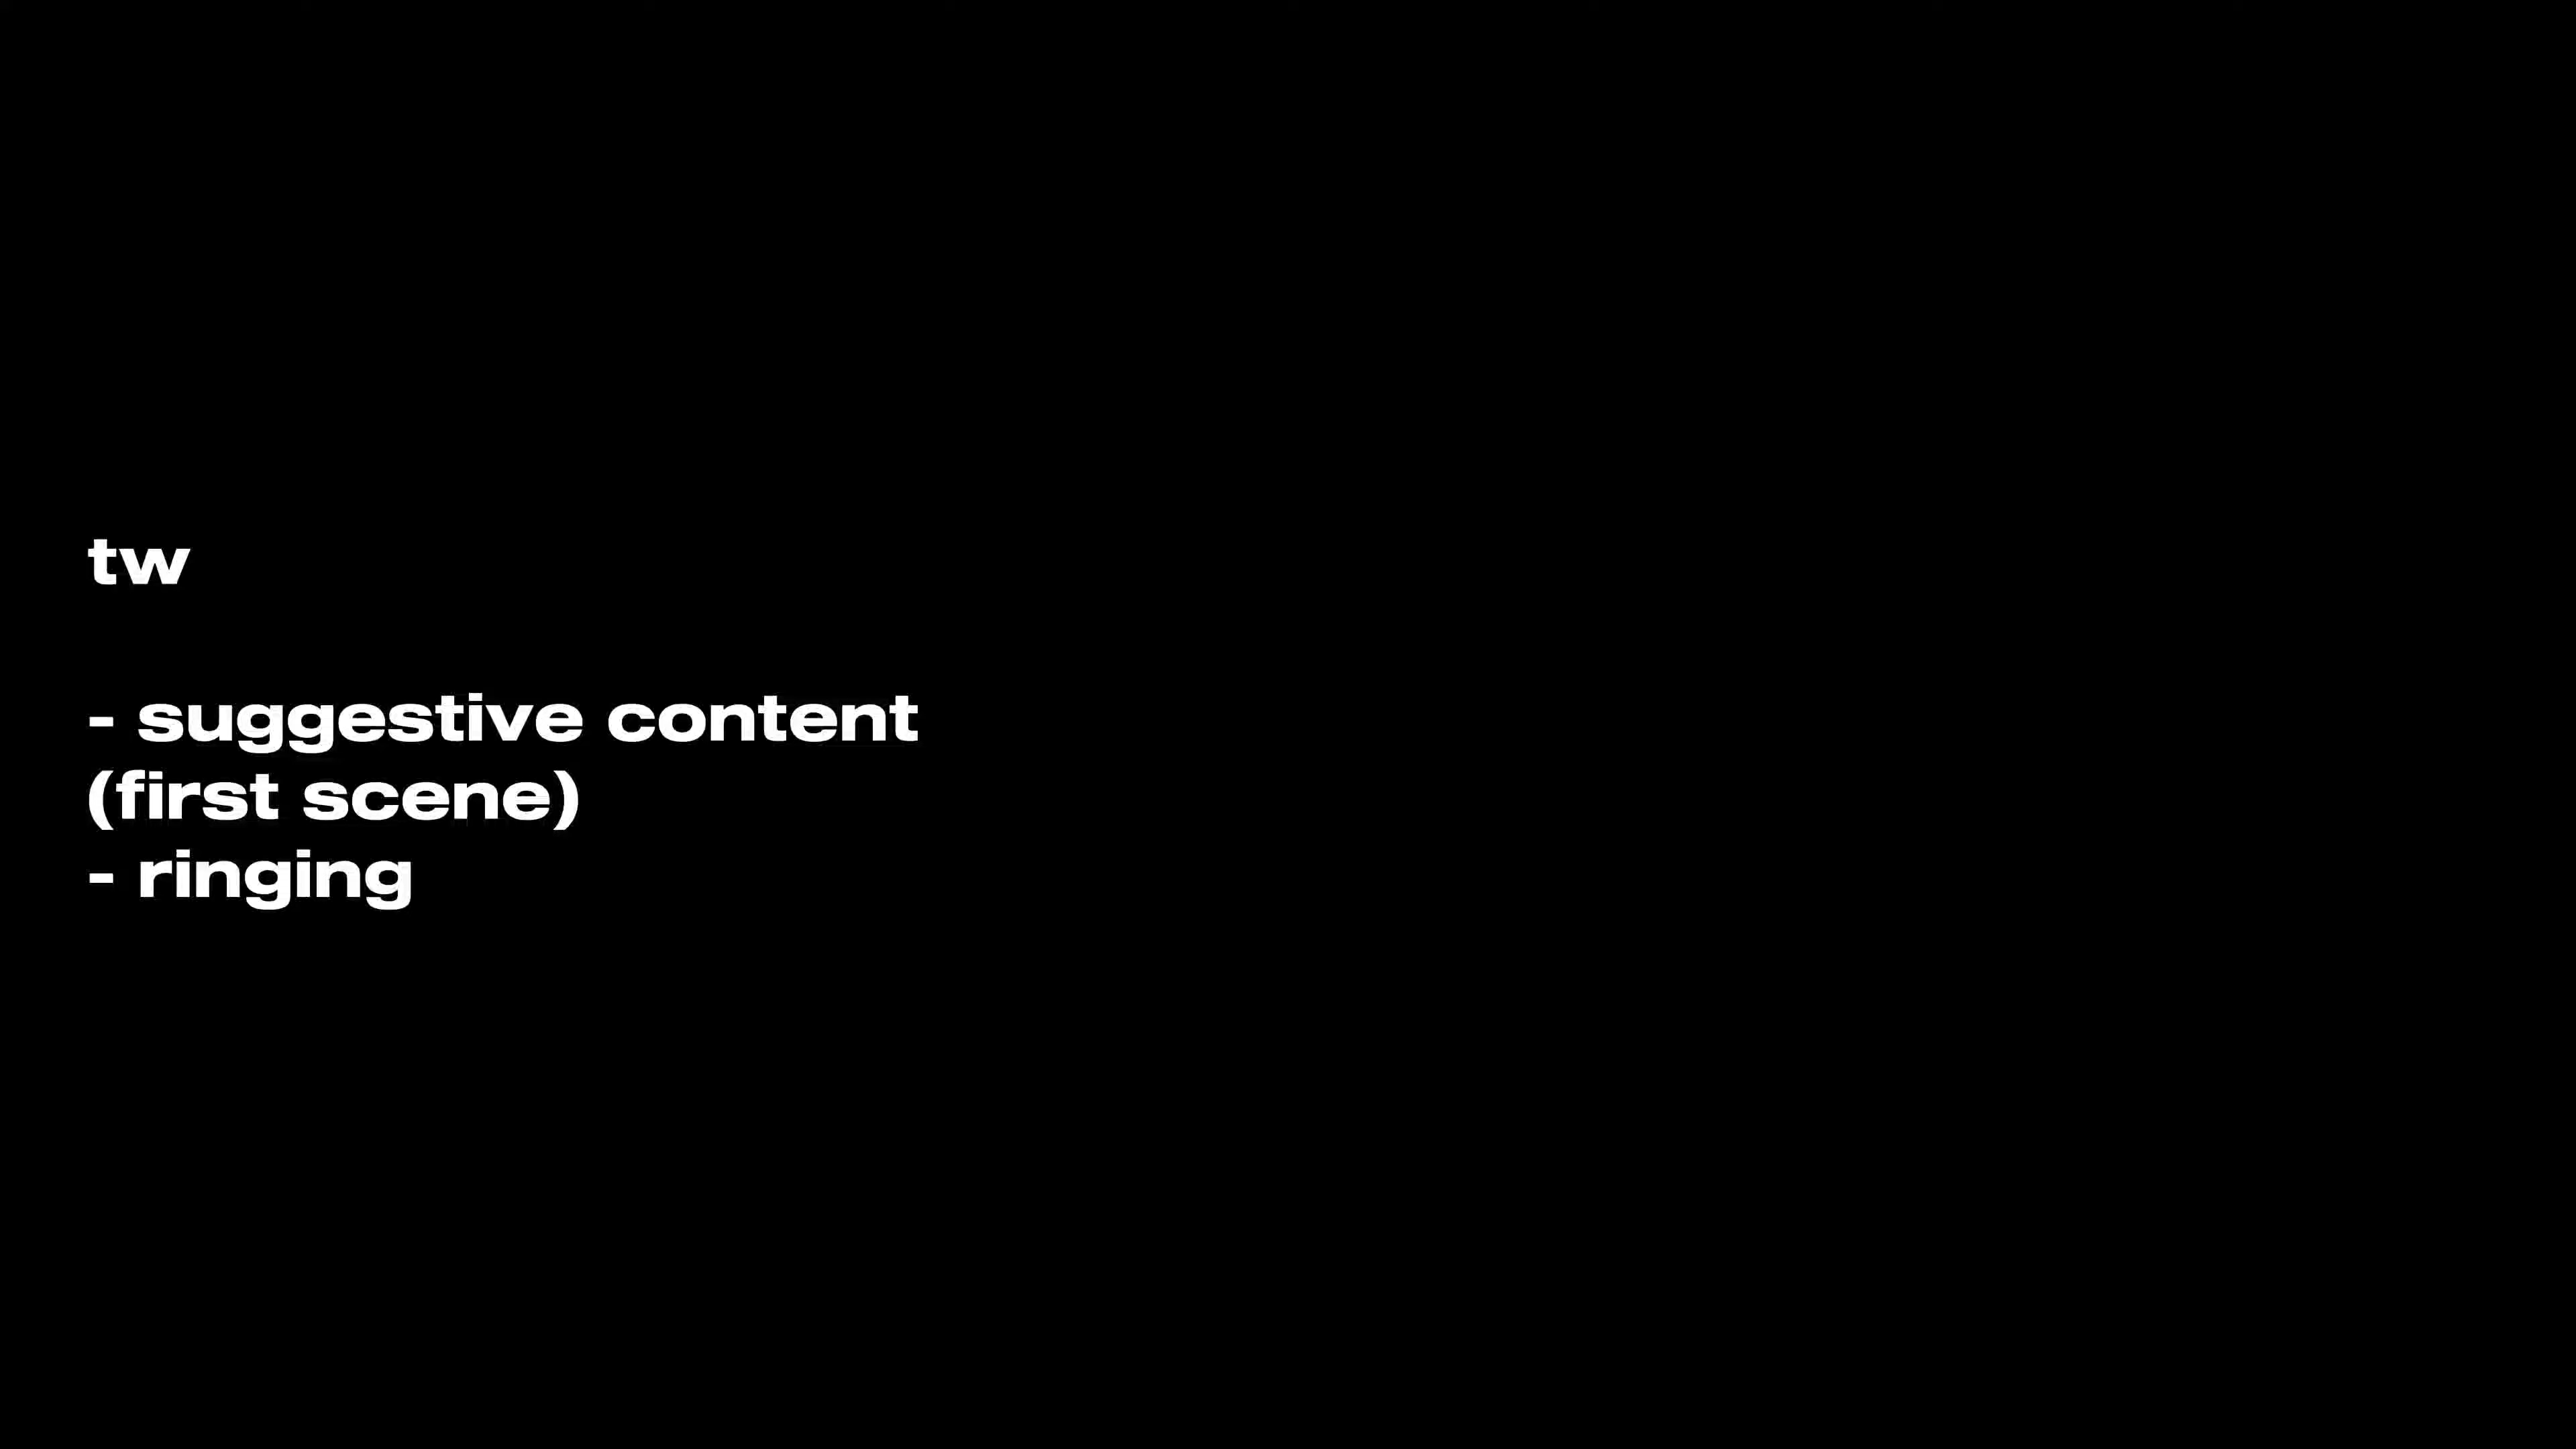 tw
- suggestive content
(first scene)
- ringing